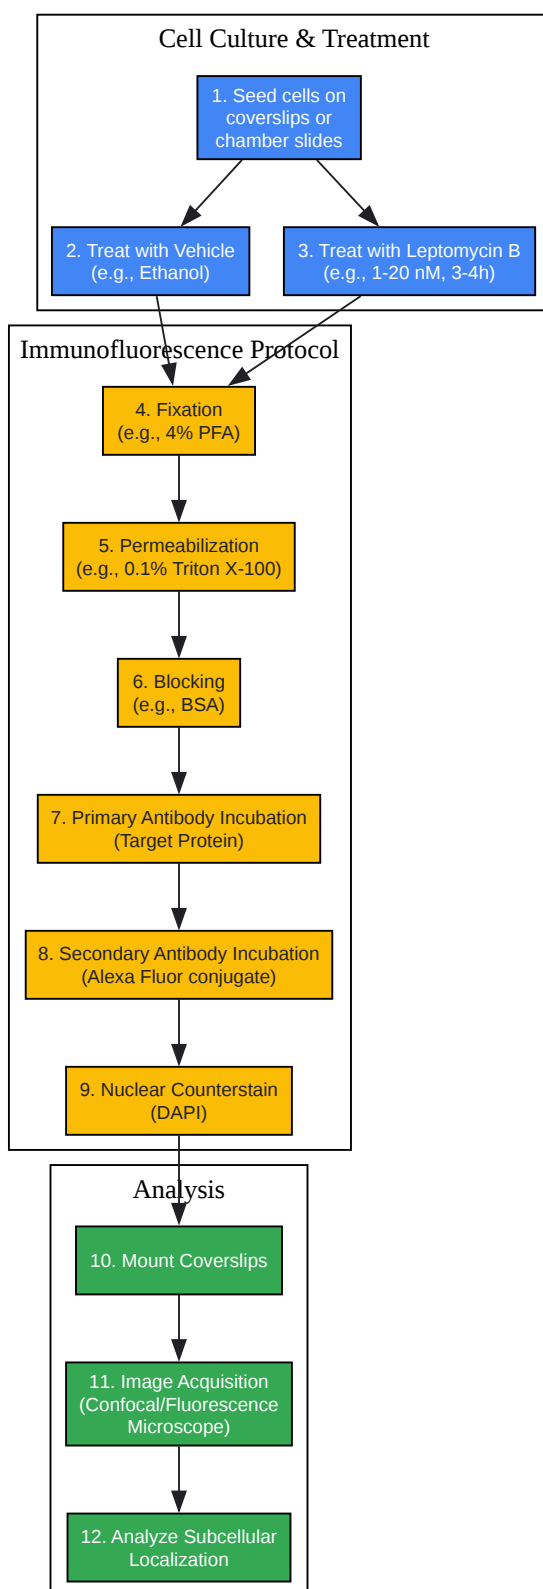 Cell Culture & Treatment
1. Seed cells on
coverslips or
chamber slides
2. Treat with Vehicle
(e.g., Ethanol)
3. Treat with Leptomycin B
(e.g., 1-20 nM, 3-4h)
Immunofluorescence Protocol
4. Fixation
(e.g., 4% PFA)
5. Permeabilization
(e.g., 0.1% Triton X-100)
6. Blocking
(e.g., BSA)
7. Primary Antibody Incubation
(Target Protein)
8. Secondary Antibody Incubation
(Alexa Fluor conjugate)
9. Nuclear Counterstain
(DAPI)
Analysis
10. Mount Coverslips
11. Image Acquisition
(Confocal/Fluorescence
Microscope)
12. Analyze Subcellular
Localization